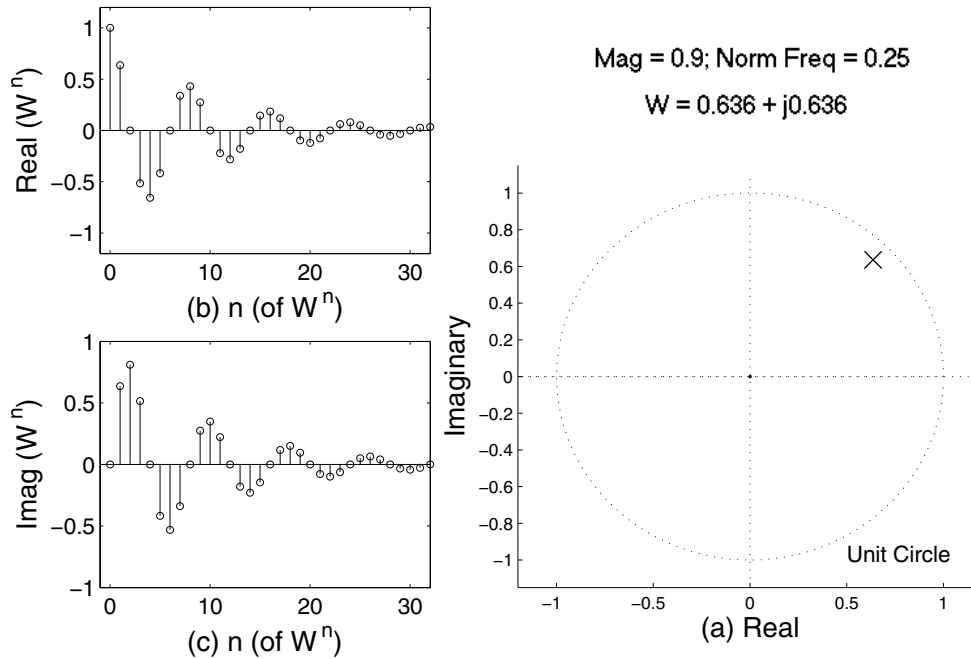 1
0.5
0
−0.5
−1
Real (W^n)
0 10 20 30
(b) n (of W^n)
1
0.5
0
−0.5
−1
Imag (W^n)
0 10 20 30
(c) n (of W^n)
Mag = 0.9; Norm Freq = 0.25
W = 0.636 + j0.636
1
0.8
0.6
0.4
0.2
0
−0.2
−0.4
−0.6
−0.8
−1
Imaginary
Unit Circle
−1 −0.5 0 0.5 1
(a) Real